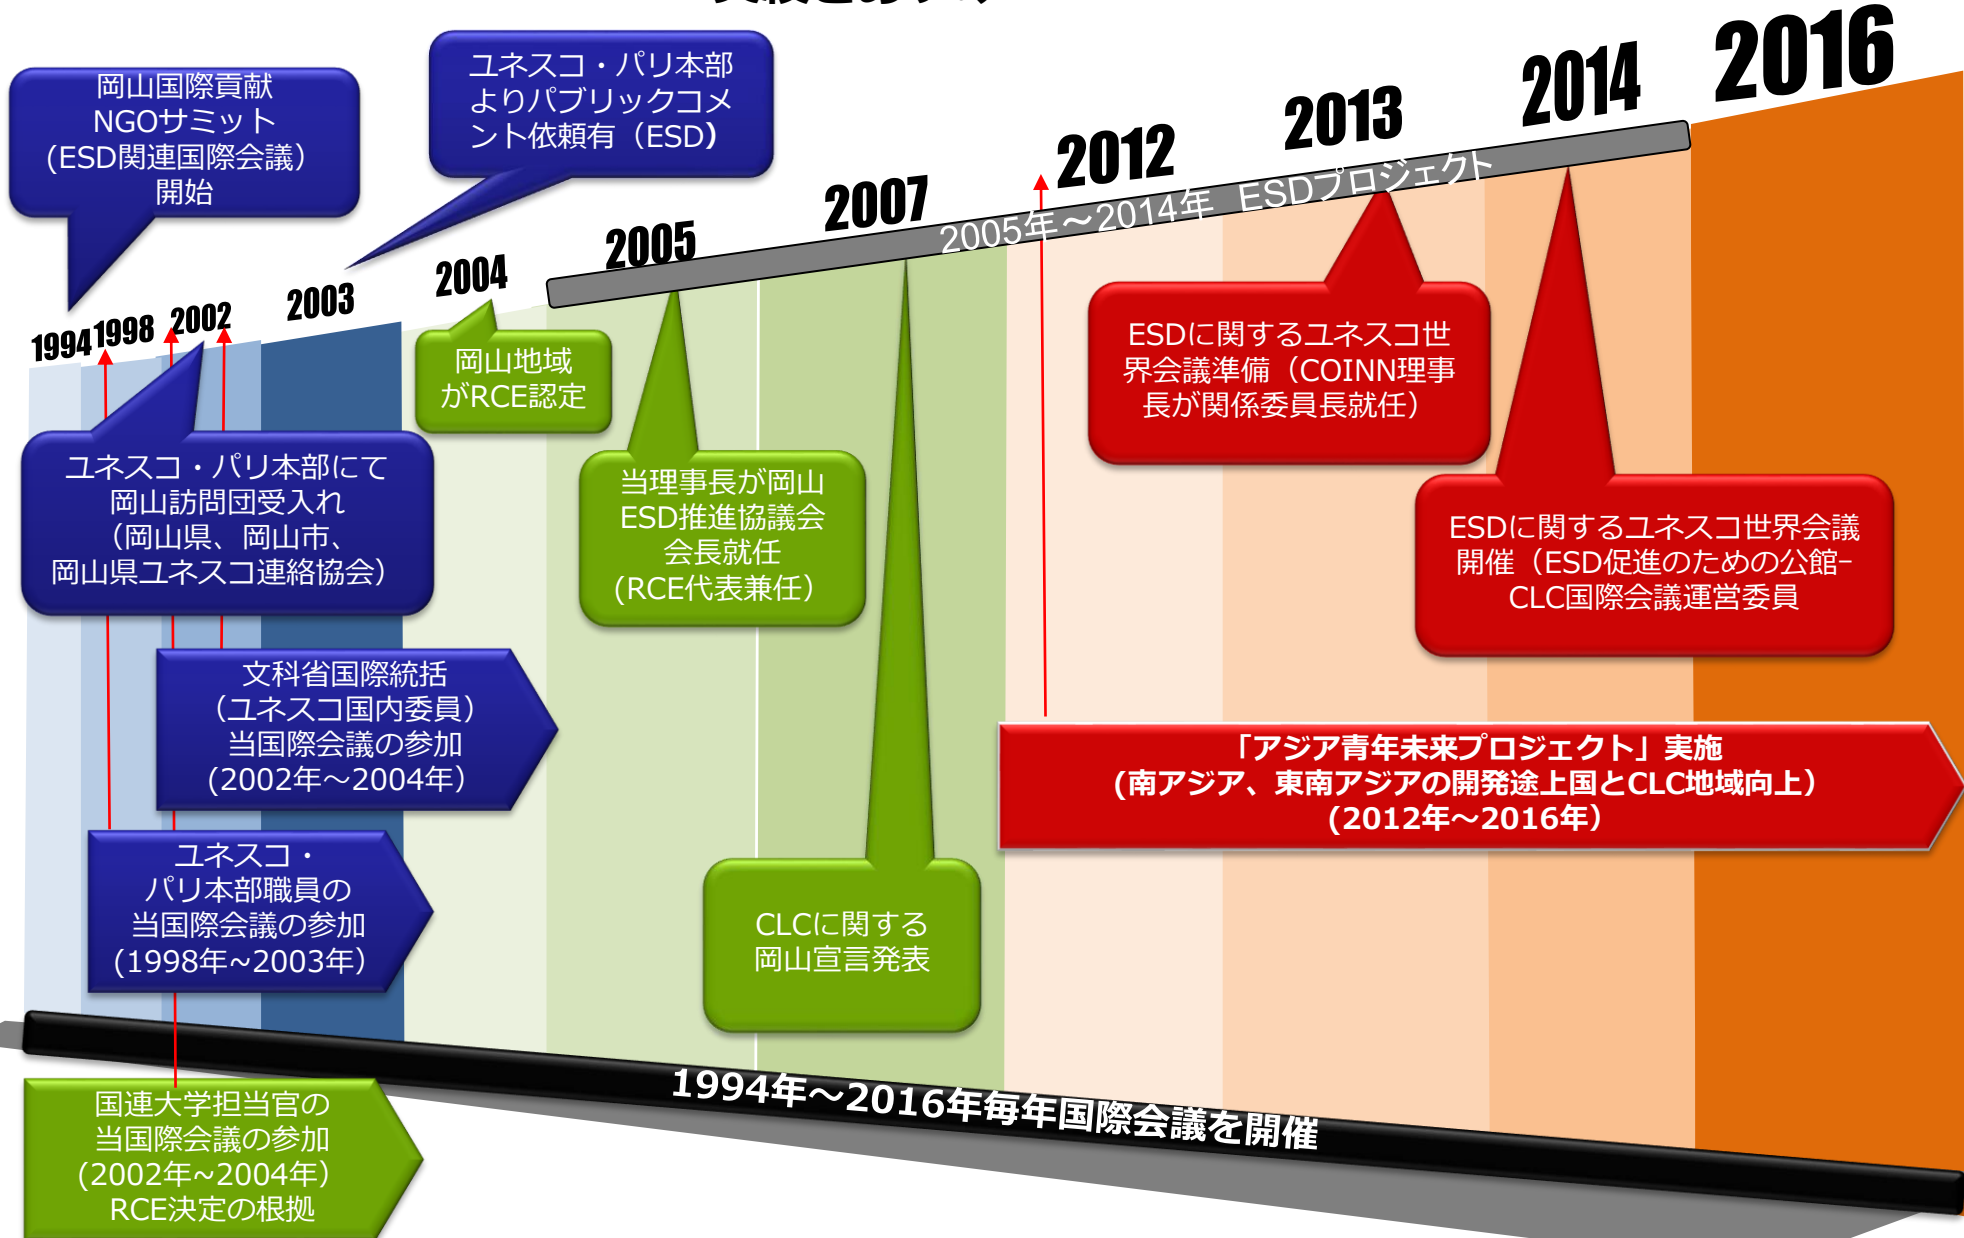 岡山国際貢献
NGOサミット
(ESD関連国際会議）
開始
ユネスコ・パリ本部
よりパブリックコメ
ント依頼有（ESD）
1994
1998
2002
2003
2004
2005
2007
2012
2013
2014
2016
2005年～2014年　ESDプロジェクト
岡山地域
がRCE認定
ユネスコ・パリ本部にて
岡山訪問団受入れ
（岡山県、岡山市、
岡山県ユネスコ連絡協会）
当理事長が岡山
ESD推進協議会
会長就任
(RCE代表兼任）
ESDに関するユネスコ世
界会議準備（COINN理事
長が関係委員長就任）
ESDに関するユネスコ世界会議
開催（ESD促進のための公館−
CLC国際会議運営委員
文科省国際統括
（ユネスコ国内委員）
当国際会議の参加
(2002年～2004年）
「アジア青年未来プロジェクト」実施
(南アジア、東南アジアの開発途上国とCLC地域向上）
(2012年～2016年）
ユネスコ・
パリ本部職員の
当国際会議の参加
(1998年~2003年）
CLCに関する
岡山宣言発表
1994年～2016年毎年国際会議を開催
国連大学担当官の
当国際会議の参加
(2002年~2004年）
RCE決定の根拠